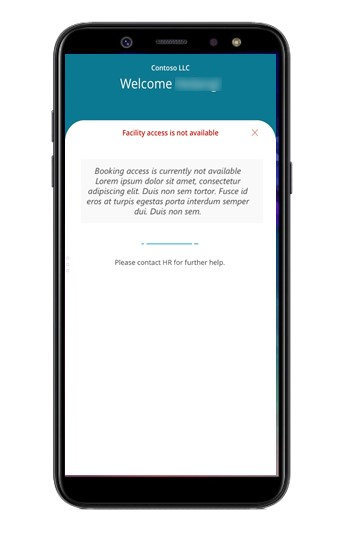 Contoso LLC
Welcome
Facility access is not available
Booking access is currently not available
Lorem ipsum dolor sit amet, consectetur
adipiscing elit. Duis non sem tortor. Fusce id
eros at turpis egestas porta interdum semper
dui. Duis non sem.
Please contact HR for further help.